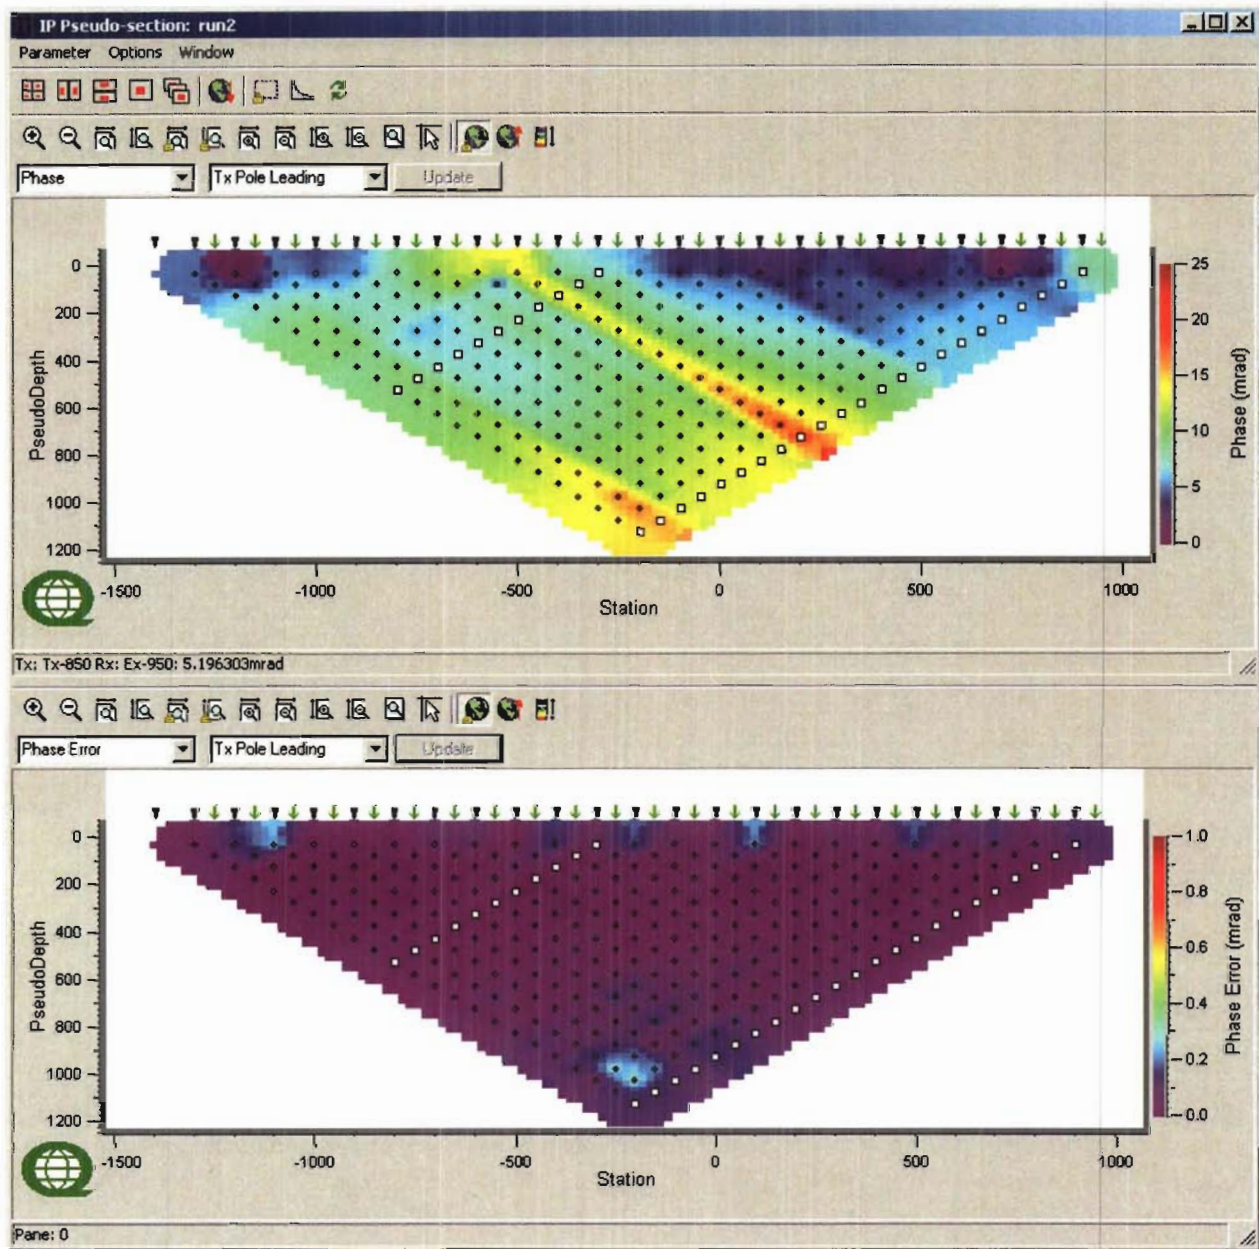 IP Pseudo-section: run2
Parameter Options Window
Phase Tx Pole Leading Update
0
200
400
600
800
1000
1200
PseudoDepth
-1500 -1000 -500 0 500 1000
Station
25
20
15
10
5
0
Phase (mrad)
Tx: Tx-850 Rx: Ex-950: 5.196303mrad
Phase Error Tx Pole Leading Update
0
200
400
600
800
1000
1200
PseudoDepth
-1500 -1000 -500 0 500 1000
Station
1.0
0.8
0.6
0.4
0.2
0.0
Phase Error (mrad)
Pane: 0